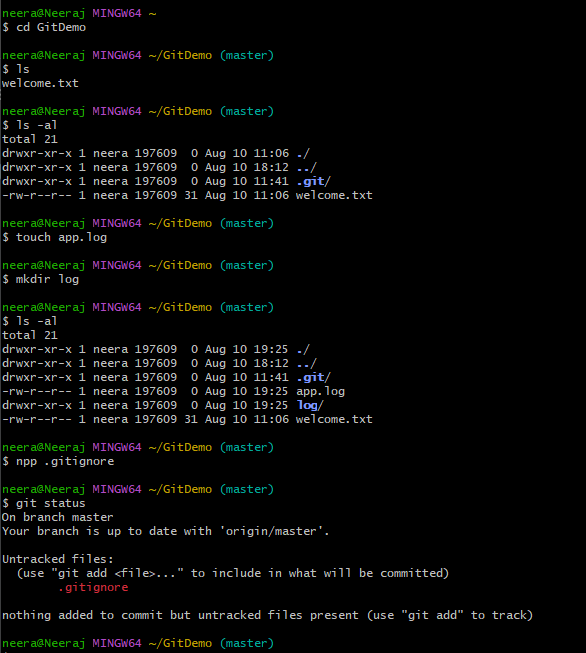 neera@Neeraj MINGW64 ~
$ cd GitDemo
neera@Neeraj MINGW64 ~/GitDemo (master)
$ ls
welcome.txt
neera@Neeraj MINGW64 ~/GitDemo (master)
$ ls -al
total 21
drwxr-xr-x 1 neera 197609  0 Aug 10 11:06 ./
drwxr-xr-x 1 neera 197609  0 Aug 10 18:12 ../
drwxr-xr-x 1 neera 197609  0 Aug 10 11:41 .git/
-rw-r--r-- 1 neera 197609 31 Aug 10 11:06 welcome.txt
neera@Neeraj MINGW64 ~/GitDemo (master)
$ touch app.log
neera@Neeraj MINGW64 ~/GitDemo (master)
$ mkdir log
neera@Neeraj MINGW64 ~/GitDemo (master)
$ ls -al
total 21
drwxr-xr-x 1 neera 197609  0 Aug 10 19:25 ./
drwxr-xr-x 1 neera 197609  0 Aug 10 18:12 ../
drwxr-xr-x 1 neera 197609  0 Aug 10 11:41 .git/
-rw-r--r-- 1 neera 197609  0 Aug 10 19:25 app.log
drwxr-xr-x 1 neera 197609  0 Aug 10 19:25 log/
-rw-r--r-- 1 neera 197609 31 Aug 10 11:06 welcome.txt
neera@Neeraj MINGW64 ~/GitDemo (master)
$ npp .gitignore
neera@Neeraj MINGW64 ~/GitDemo (master)
$ git status
On branch master
Your branch is up to date with 'origin/master'.
Untracked files:
  (use "git add <file>..." to include in what will be committed)
        .gitignore
nothing added to commit but untracked files present (use "git add" to track)
neera@Neeraj MINGW64 ~/GitDemo (master)